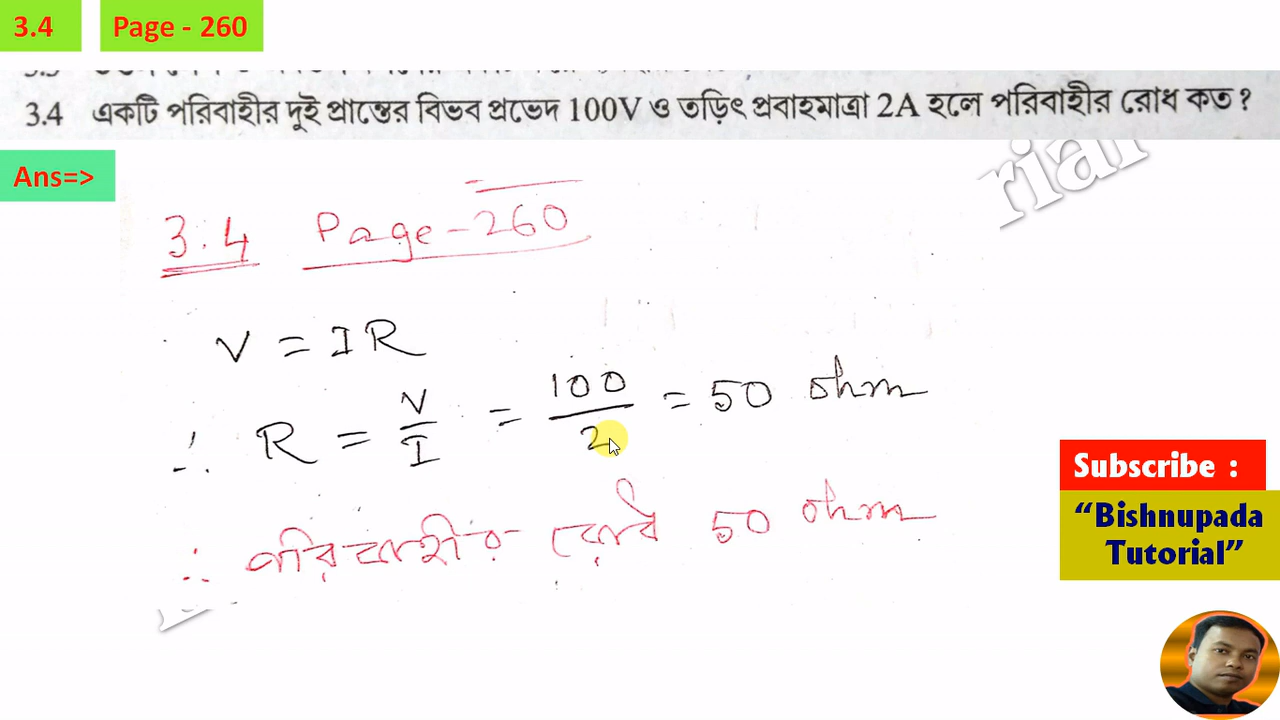 3.4 Page - 260
3.4 একটি পরিবাহীর দুই প্রান্তের বিভব প্রভেদ 100V ও তড়িৎ প্রবাহমাত্রা 2A হলে পরিবাহীর রোধ কত?
Ans=>
rial
3.4 Page - 260
V = IR
∴ R = V/I = 100/2 = 50 ohm
∴ পরিবাহীর রোধ 50 ohm
Subscribe :
“Bishnupada
Tutorial”